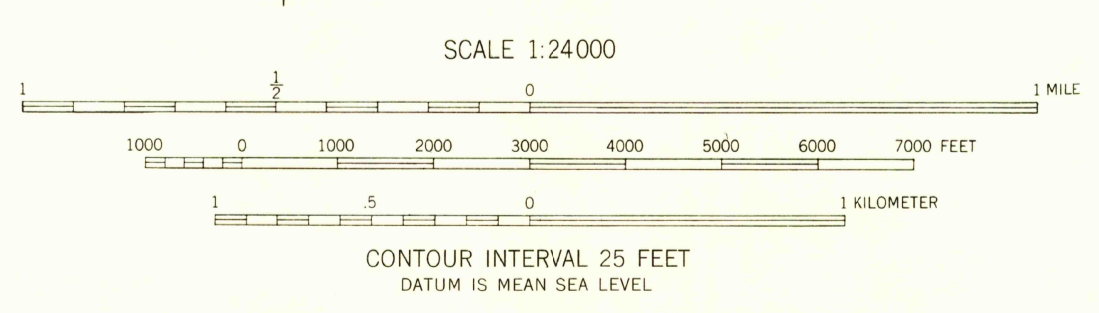 SCALE 1:24000
1 1/2 0 1 MILE
1000 0 1000 2000 3000 4000 5000 6000 7000 FEET
1 .5 0 1 KILOMETER
CONTOUR INTERVAL 25 FEET
DATUM IS MEAN SEA LEVEL